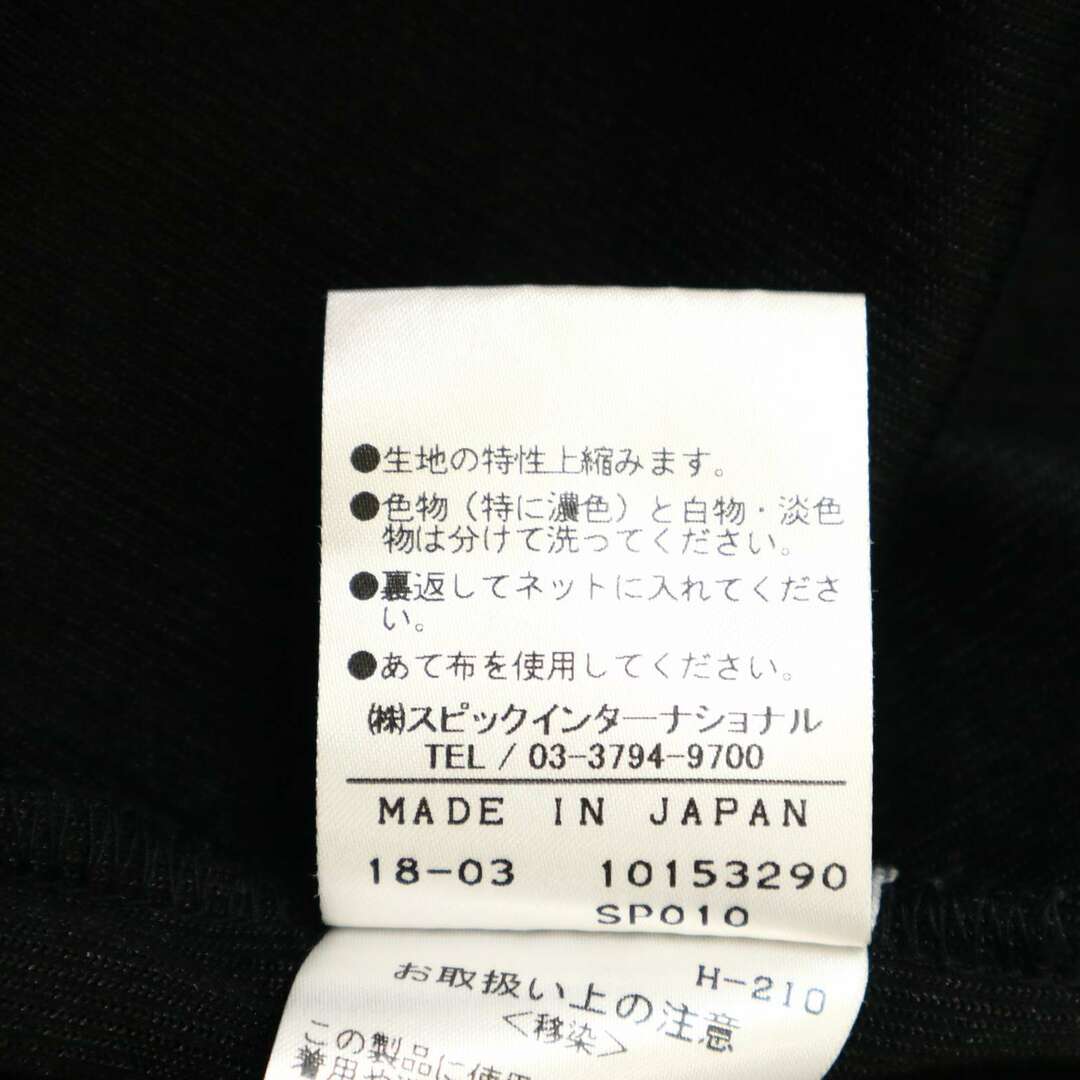 ●生地の特性上縮みます。
●色物（特に濃色）と白物・淡色
物は分けて洗ってください。
●裏返してネットに入れてくださ
い。
●あて布を使用してください。
㈱スピックインターナショナル
TEL / 03-3794-9700
MADE IN JAPAN
18-03 10153290
SP010
H-210
お取扱い上の注意
＜移染＞
この製品に使用
着用や